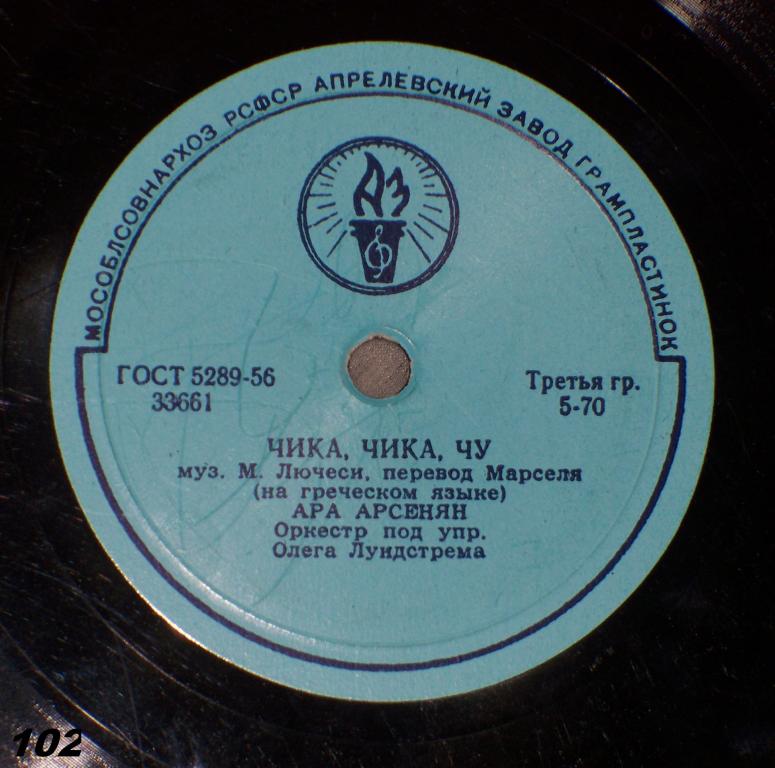 МОСОБЛСОВНАРХОЗ РСФСР АПРЕЛЕВСКИЙ ЗАВОД ГРАМПЛАСТИНОК
АЗ
ГОСТ 5289-56
33661
Третья гр.
5-70
ЧИКА, ЧИКА, ЧУ
муз. М. Лючеси, перевод Марселя
(на греческом языке)
АРА АРСЕНЯН
Оркестр под упр.
Олега Лундстрема
102